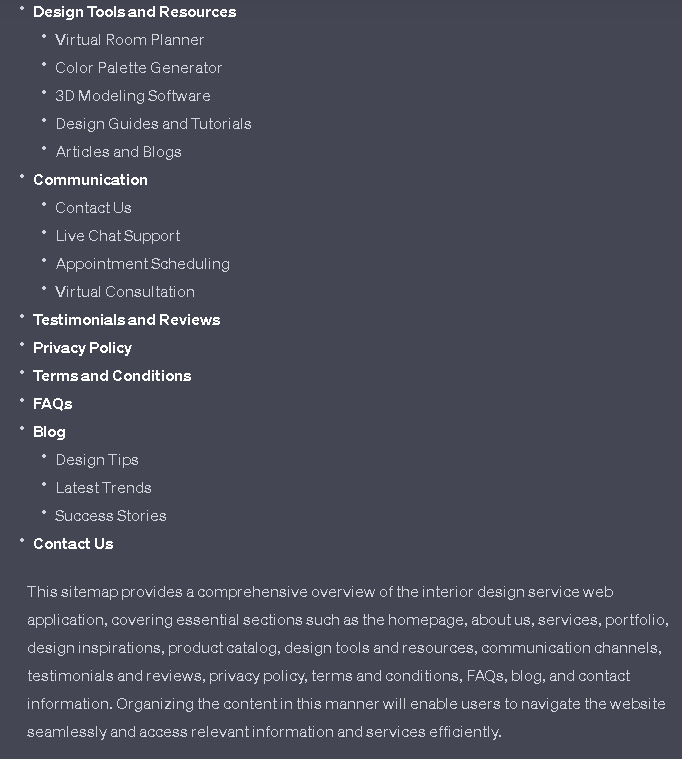 Design Tools and Resources
Virtual Room Planner
Color Palette Generator
3D Modeling Software
Design Guides and Tutorials
Articles and Blogs
Communication
Contact Us
Live Chat Support
Appointment Scheduling
Virtual Consultation
Testimonials and Reviews
Privacy Policy
Terms and Conditions
FAQs
Blog
Design Tips
Latest Trends
Success Stories
Contact Us
This sitemap provides a comprehensive overview of the interior design service web
application, covering essential sections such as the homepage, about us, services, portfolio,
design inspirations, product catalog, design tools and resources, communication channels,
testimonials and reviews, privacy policy, terms and conditions, FAQs, blog, and contact
information. Organizing the content in this manner will enable users to navigate the website
seamlessly and access relevant information and services efficiently.